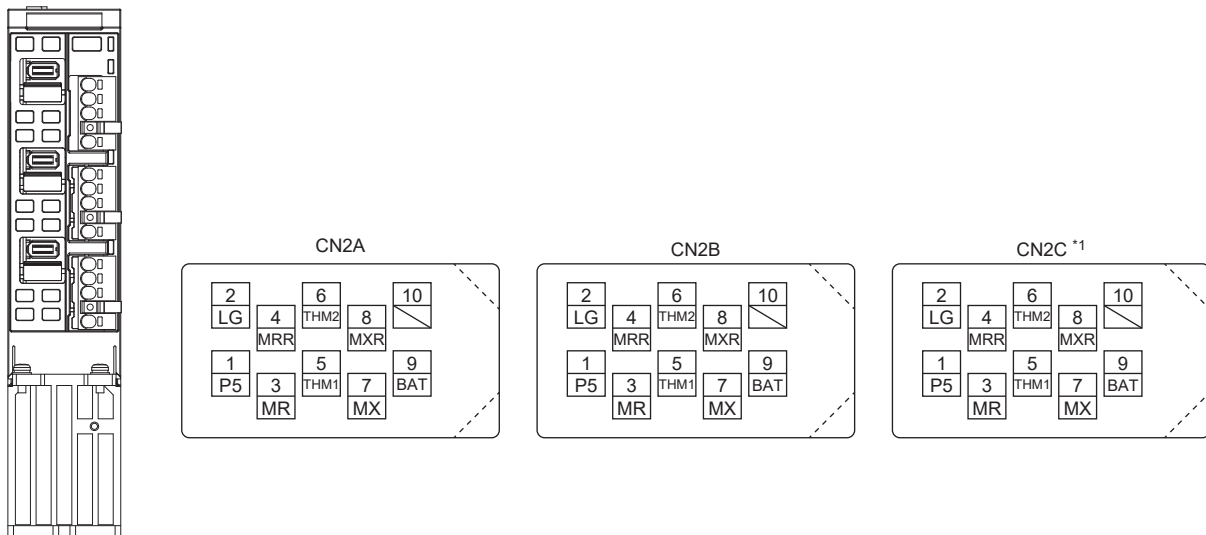 CN2A
2
LG
4
MRR
6
THM2
8
MXR
10
1
P5
3
MR
5
THM1
7
MX
9
BAT
CN2B
2
LG
4
MRR
6
THM2
8
MXR
10
1
P5
3
MR
5
THM1
7
MX
9
BAT
CN2C *1
2
LG
4
MRR
6
THM2
8
MXR
10
1
P5
3
MR
5
THM1
7
MX
9
BAT